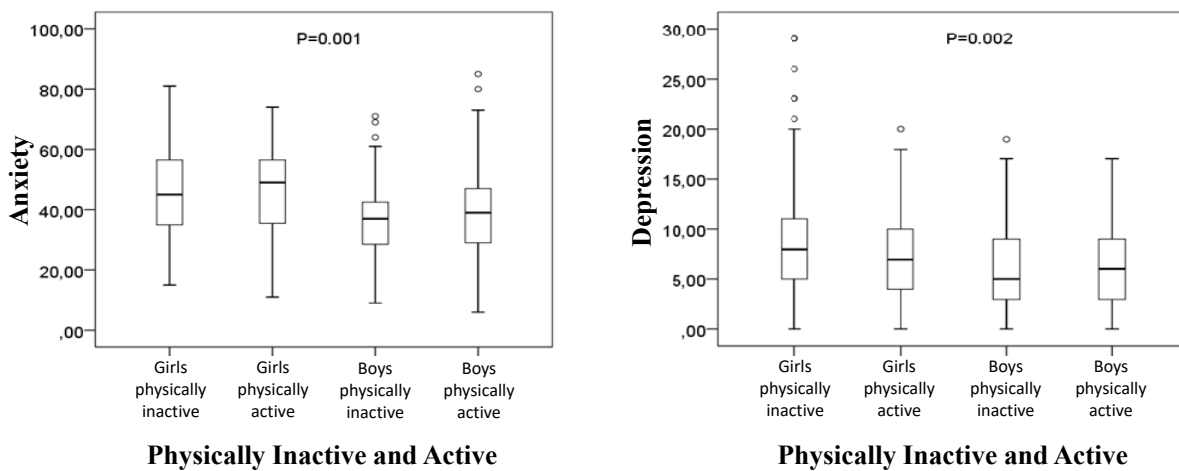 100,00
80,00
60,00
40,00
20,00
,00
Anxiety
P=0.001
Girls
physically
inactive
Girls
physically
active
Boys
physically
inactive
Boys
physically
active
Physically Inactive and Active
30,00
25,00
20,00
15,00
10,00
5,00
,00
Depression
P=0.002
Girls
physically
inactive
Girls
physically
active
Boys
physically
inactive
Boys
physically
active
Physically Inactive and Active